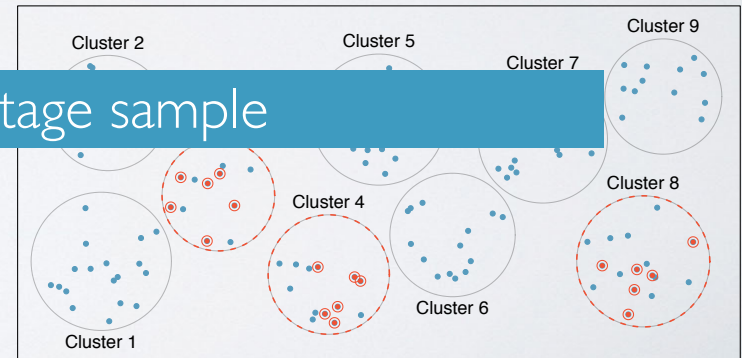 Cluster 9
Cluster 2
Cluster 5
Cluster 7
tage sample
Cluster 8
Cluster 4
Cluster 6
Cluster 1